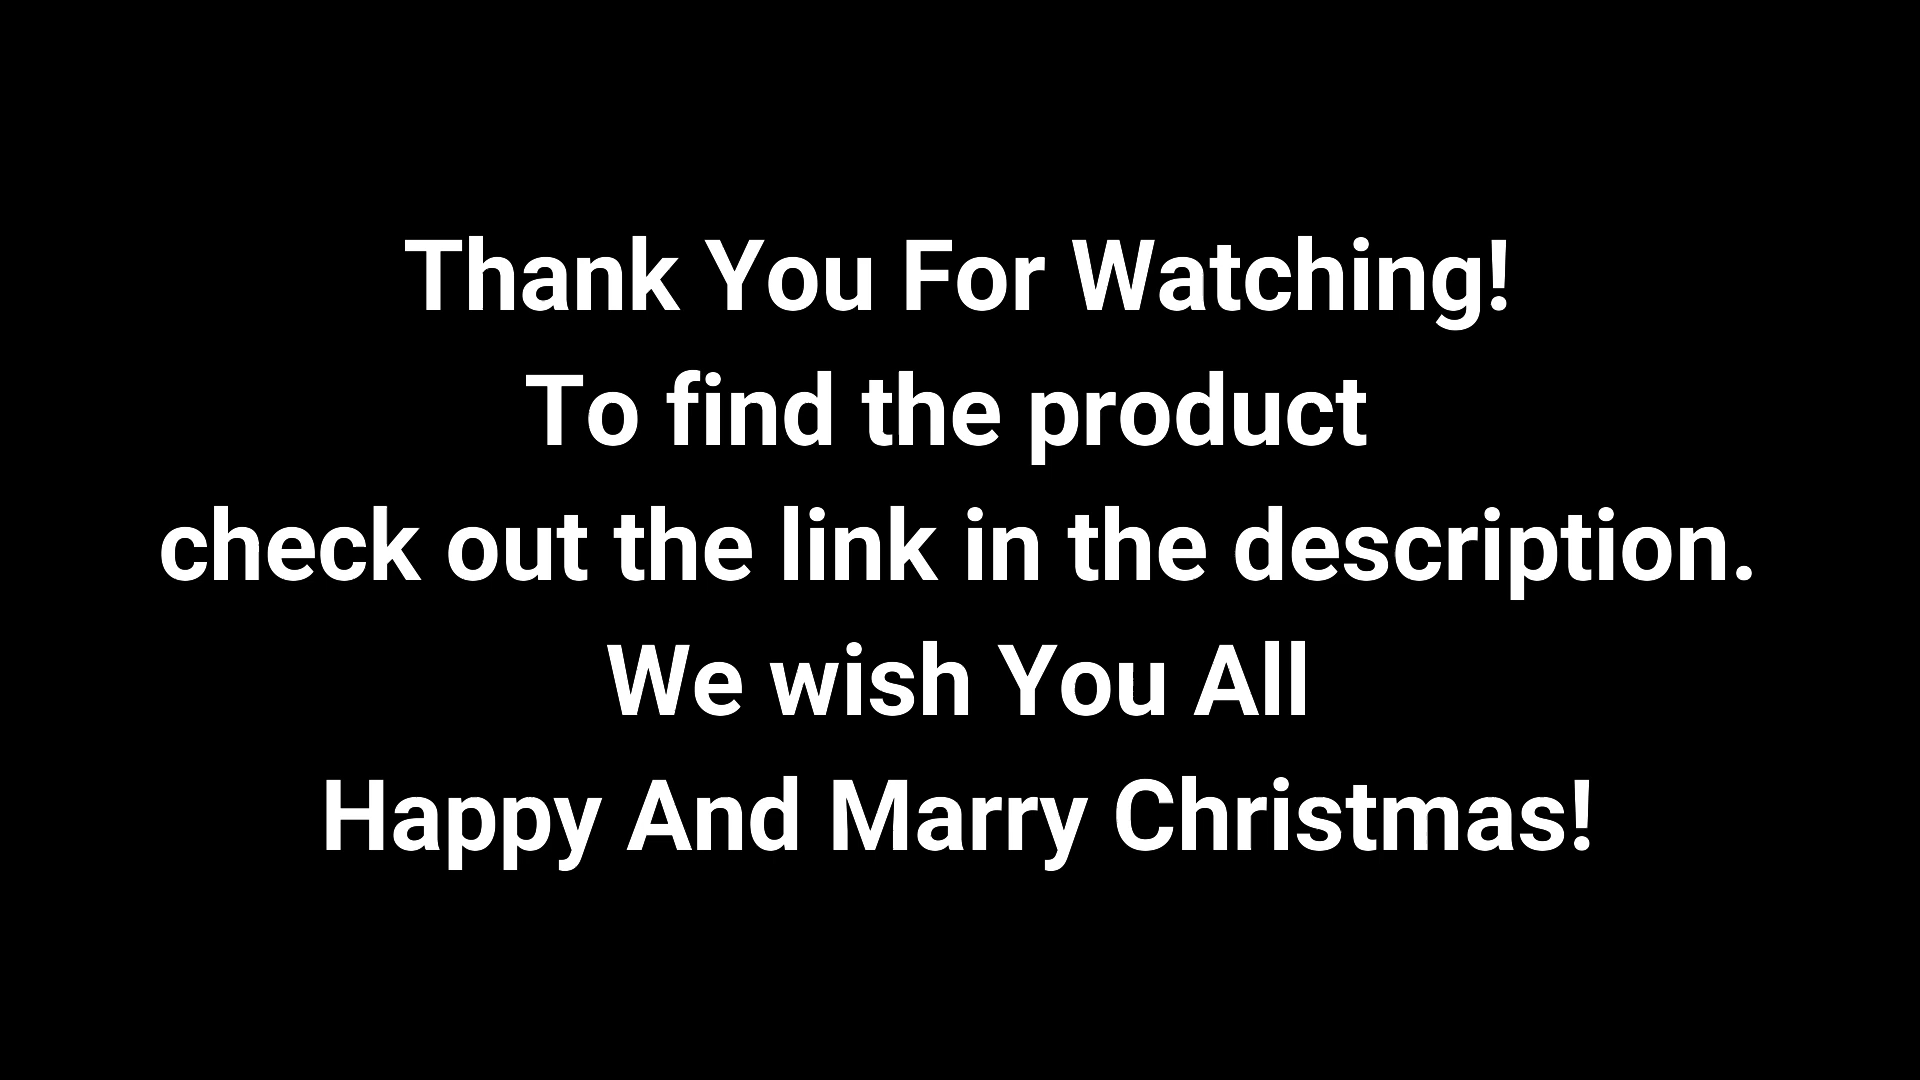 Thank You For Watching!
To find the product
check out the link in the description.
We wish You All
Happy And Marry Christmas!